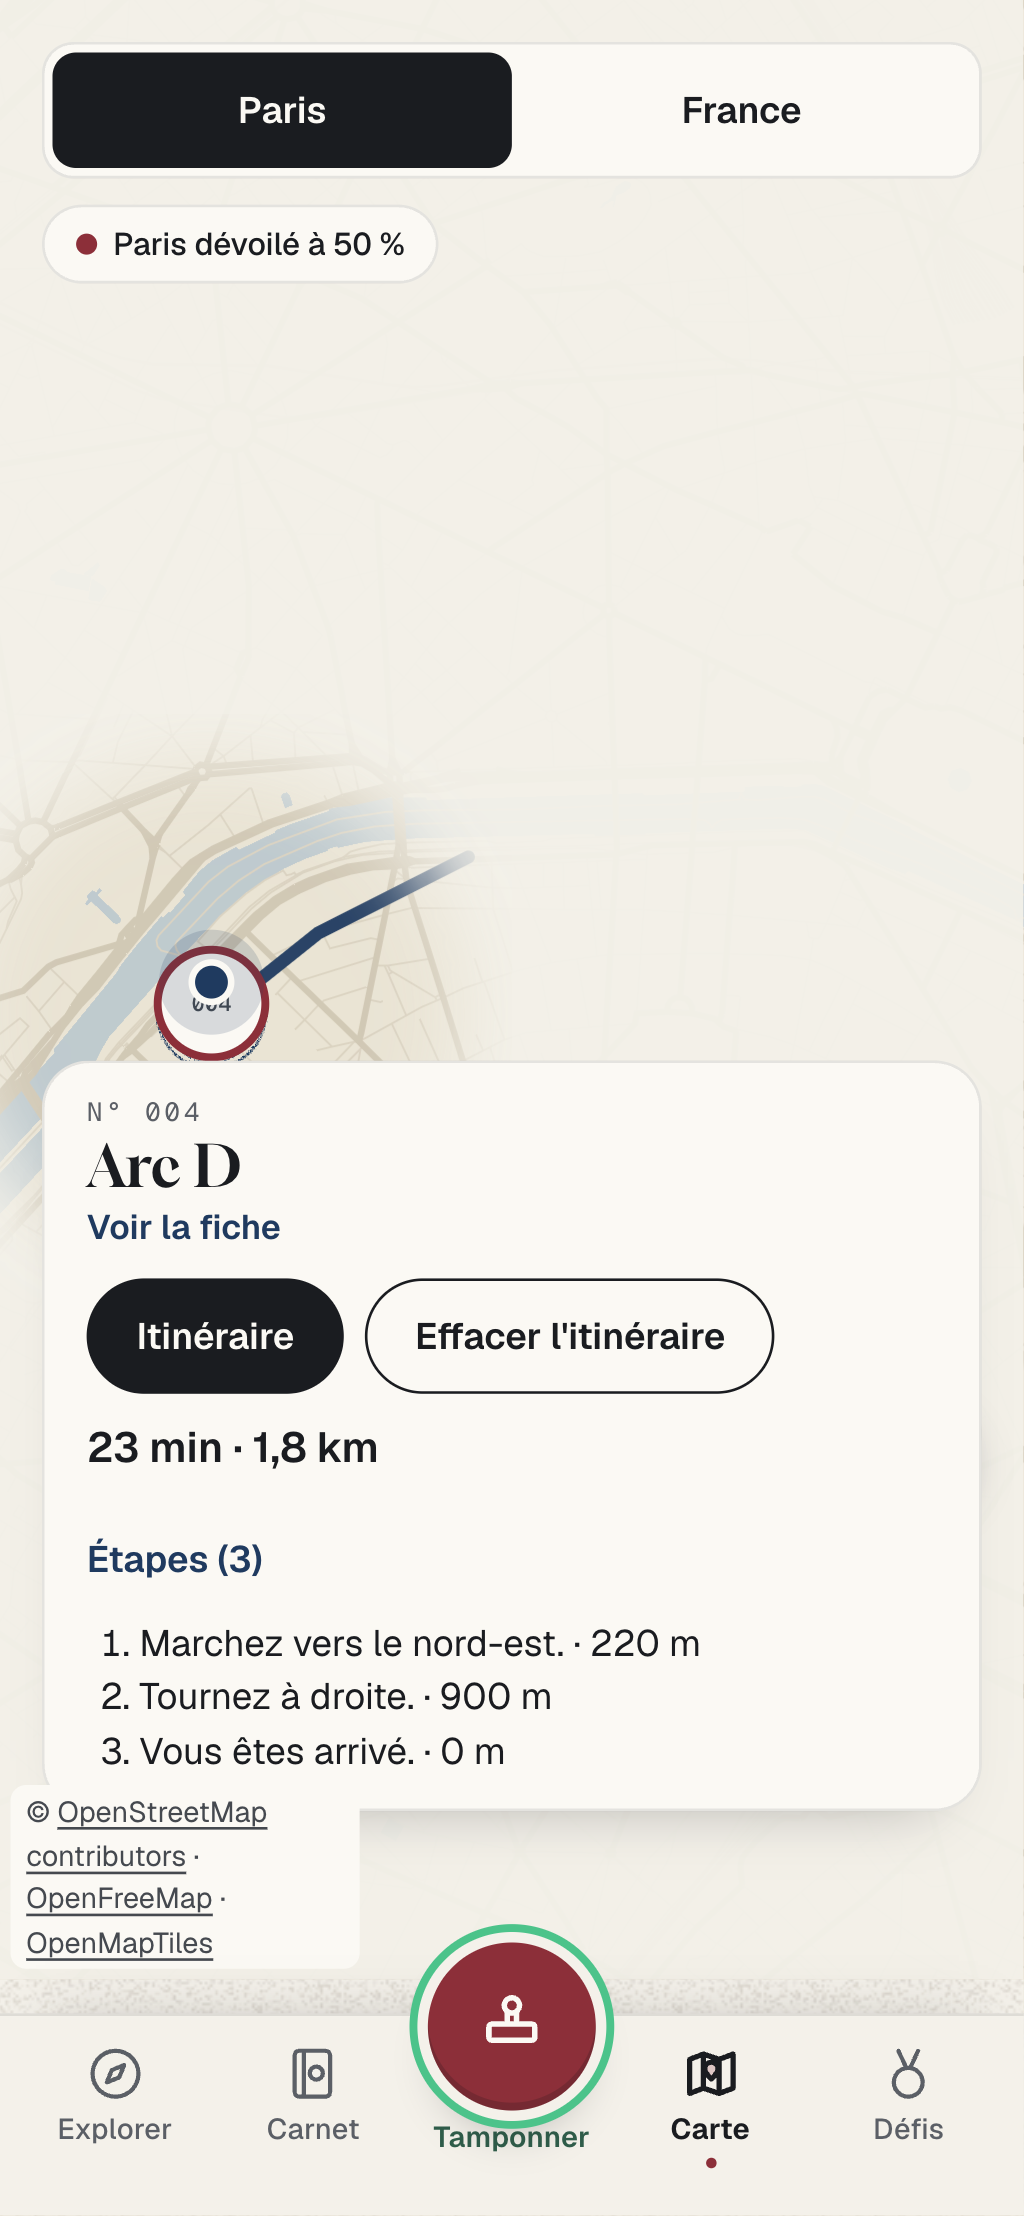 Paris
France
Paris dévoilé à 50 %
004
N° 004
Arc D
Voir la fiche
Itinéraire
Effacer l'itinéraire
23 min · 1,8 km
Étapes (3)
1. Marchez vers le nord-est. · 220 m
2. Tournez à droite. · 900 m
3. Vous êtes arrivé. · 0 m
© OpenStreetMap
contributors ·
OpenFreeMap ·
OpenMapTiles
Explorer
Carnet
Tamponner
Carte
Défis